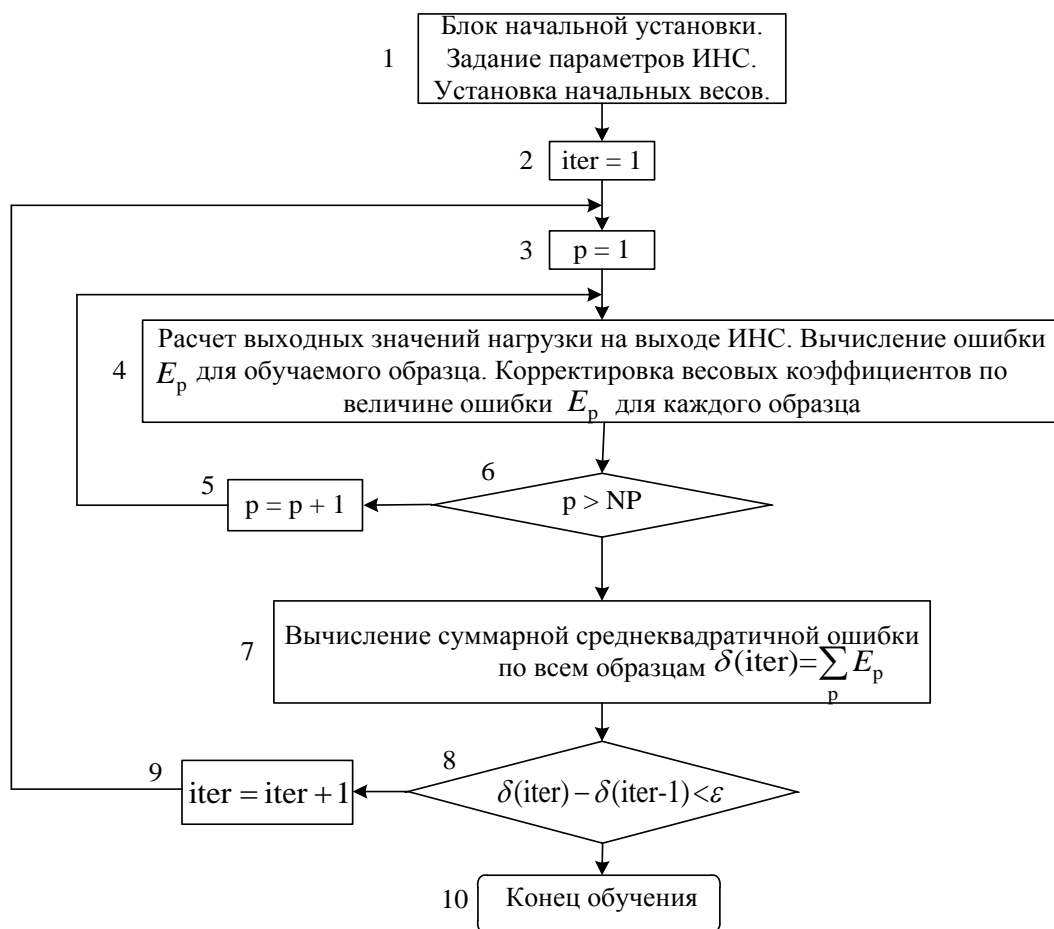 Блок начальной установки.
1
Задание параметров ИНС.
Установка начальных весов.
2
iter = 1
3
p = 1
4
Расчет выходных значений нагрузки на выходе ИНС. Вычисление ошибки
E_p для обучаемого образца. Корректировка весовых коэффициентов по
величине ошибки E_p для каждого образца
5
p = p + 1
6
p > NP
7
Вычисление суммарной среднеквадратичной ошибки
по всем образцам δ(iter)=∑_p E_p
8
δ(iter) − δ(iter-1) < ε
9
iter = iter + 1
10
Конец обучения